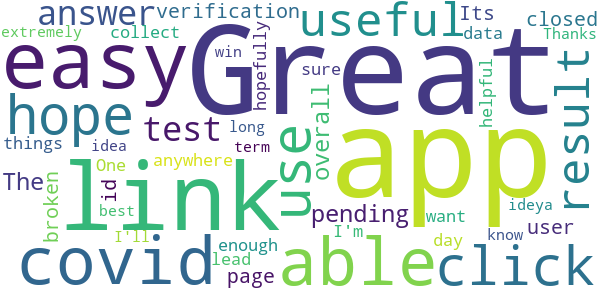 answer verification useful Its closed
extremely collect data Thanks
easy Great win hopefully sure helpful
hope test overall result
things idea long term
The One anywhere link use app
id best broken
pending want ideya
I'll I'm user
covid enough able day know click
lead page